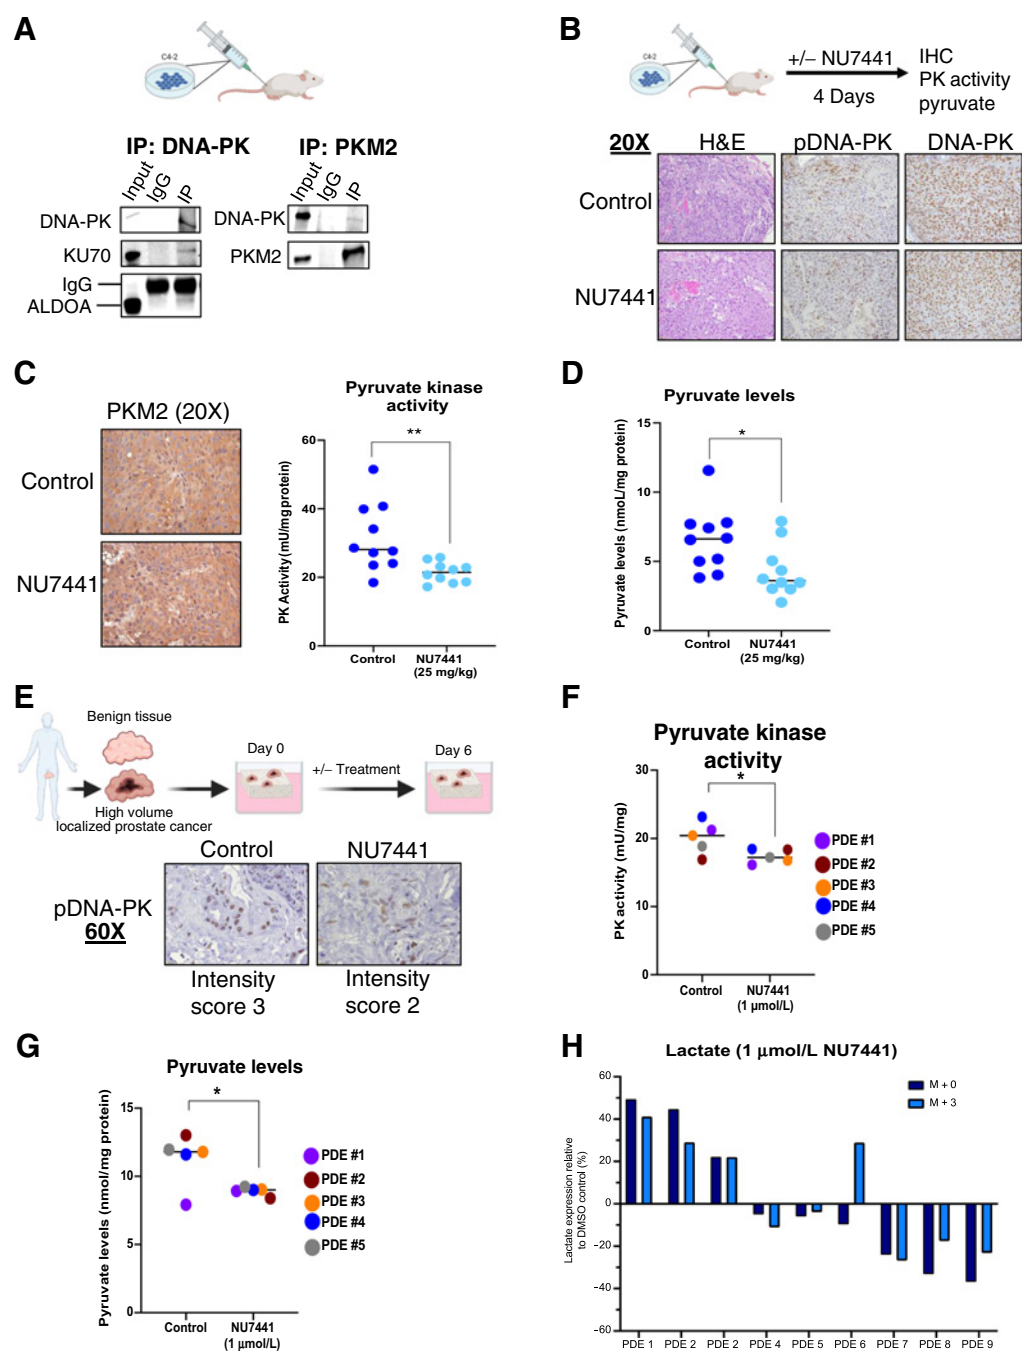 A
C4-2
IP: DNA-PK
Input
IgG
IP
DNA-PK
KU70
IgG
ALDOA
IP: PKM2
Input
IgG
IP
DNA-PK
PKM2
B
C4-2
+/− NU7441
4 Days
IHC
PK activity
pyruvate
20X
H&E
pDNA-PK
DNA-PK
Control
NU7441
C
PKM2 (20X)
Control
NU7441
Pyruvate kinase
activity
PK Activity (mU/mg protein)
60
40
20
0
**
Control
NU7441
(25 mg/kg)
D
Pyruvate levels
Pyruvate levels (nmoL/mg protein)
15
10
5
0
*
Control
NU7441
(25 mg/kg)
E
Benign tissue
High volume
localized prostate cancer
Day 0
+/− Treatment
Day 6
Control
NU7441
pDNA-PK
60X
Intensity
score 3
Intensity
score 2
F
Pyruvate kinase
activity
PK activity (mU/mg)
30
20
10
0
*
Control
NU7441
(1 µmol/L)
PDE #1
PDE #2
PDE #3
PDE #4
PDE #5
G
Pyruvate levels
Pyruvate levels (nmol/mg protein)
15
10
5
0
*
Control
NU7441
(1 µmol/L)
PDE #1
PDE #2
PDE #3
PDE #4
PDE #5
H
Lactate (1 µmol/L NU7441)
Lactate expression relative
to DMSO control (%)
60
40
20
0
−20
−40
−60
M + 0
M + 3
PDE 1
PDE 2
PDE 2
PDE 4
PDE 5
PDE 6
PDE 7
PDE 8
PDE 9